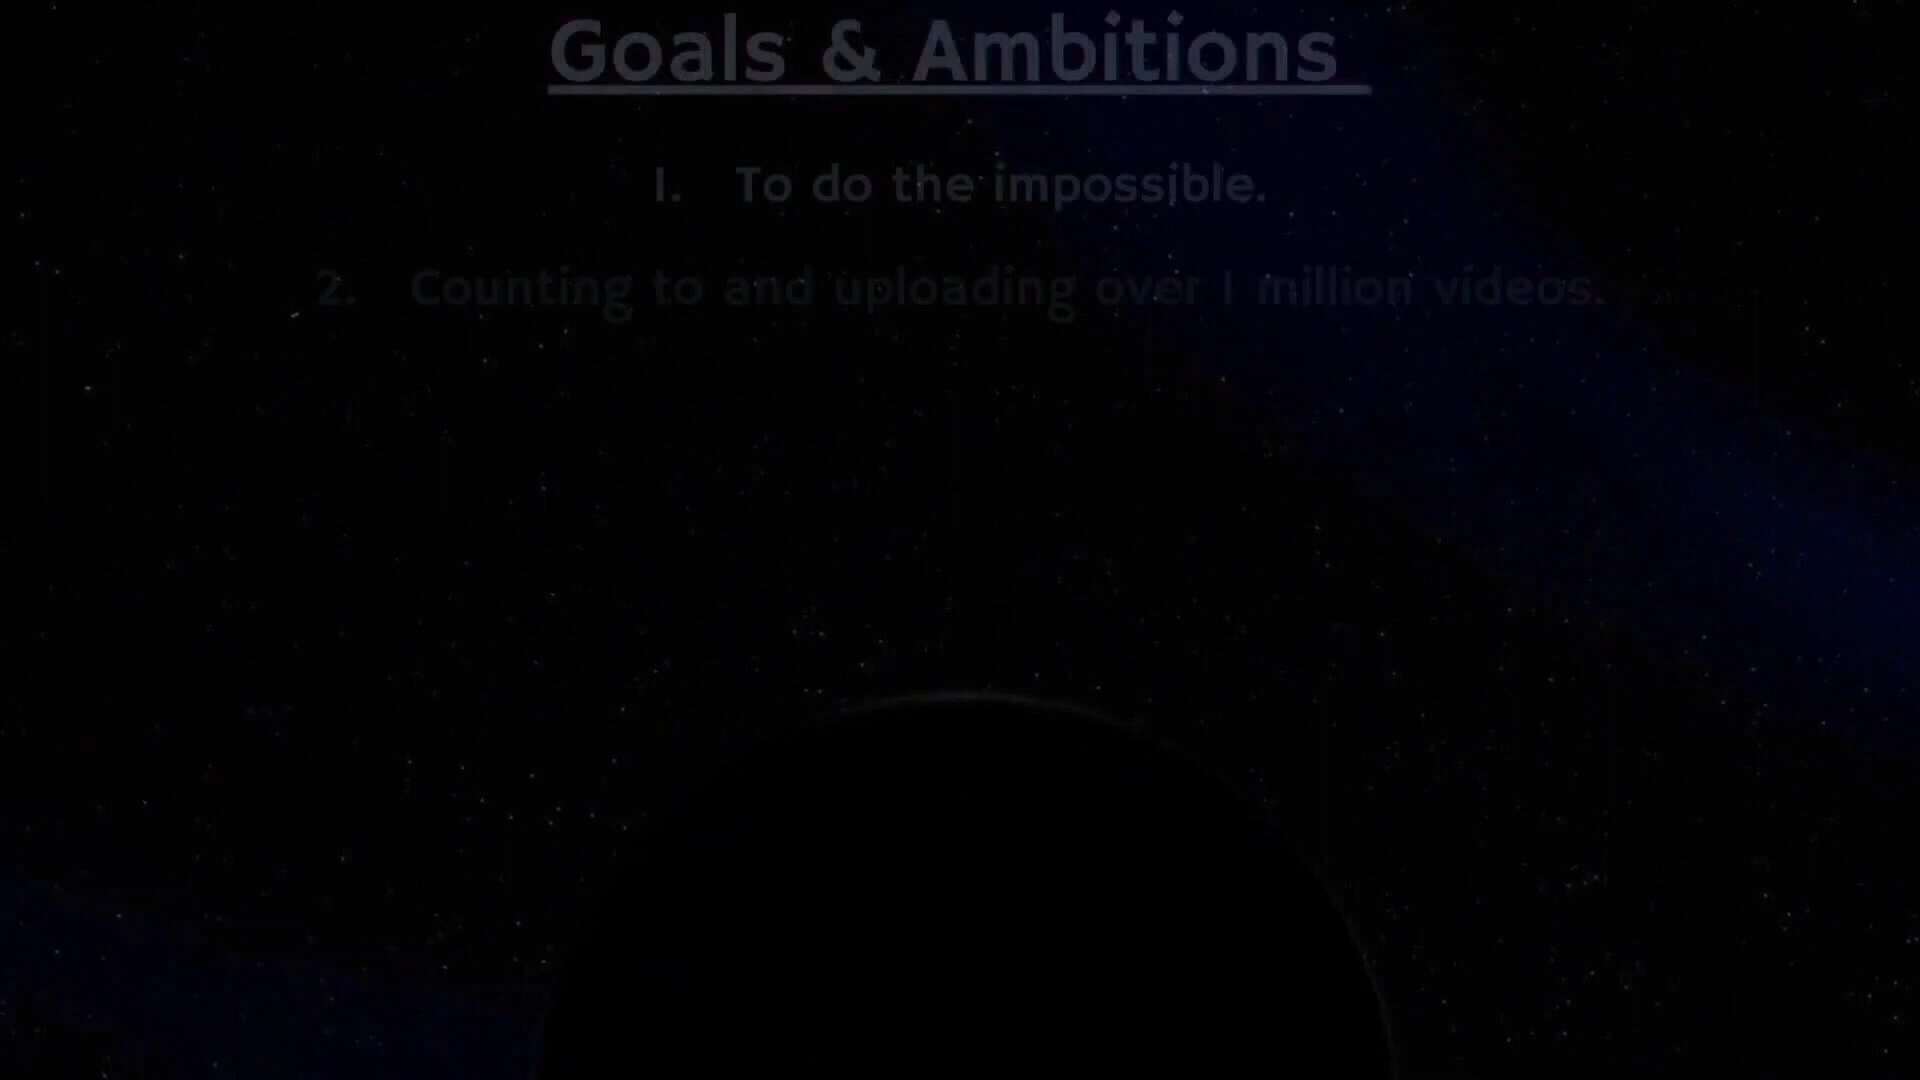 Goals & Ambitions
1. To do the impossible.
2. Counting to and uploading over 1 million videos.